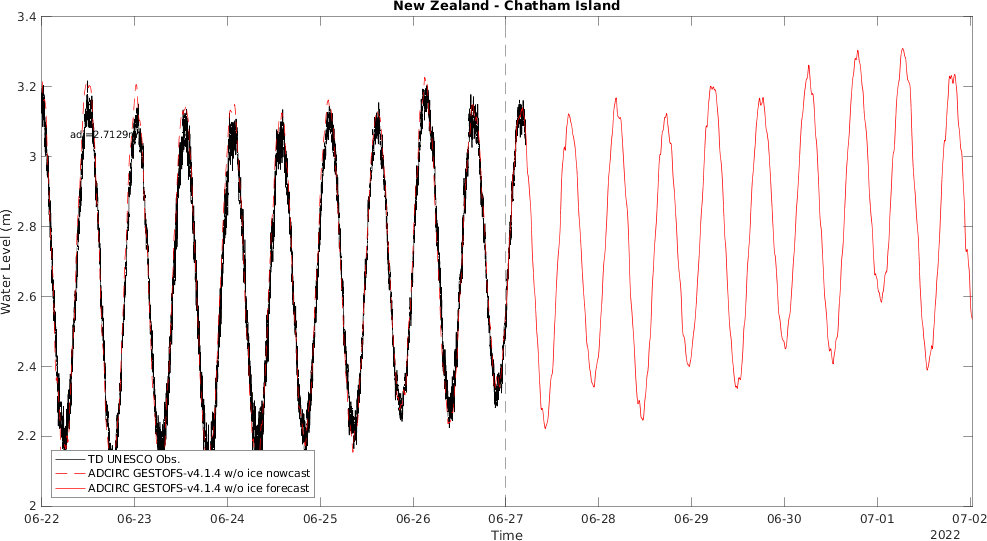 New Zealand - Chatham Island
3.4
3.2
3
2.8
2.6
2.4
2.2
2
Water Level (m)
TD UNESCO Obs.
ADCIRC GESTOFS-v4.1.4 w/o ice nowcast
ADCIRC GESTOFS-v4.1.4 w/o ice forecast
06-22 06-23 06-24 06-25 06-26 06-27 06-28 06-29 06-30 07-01 07-02
Time
2022